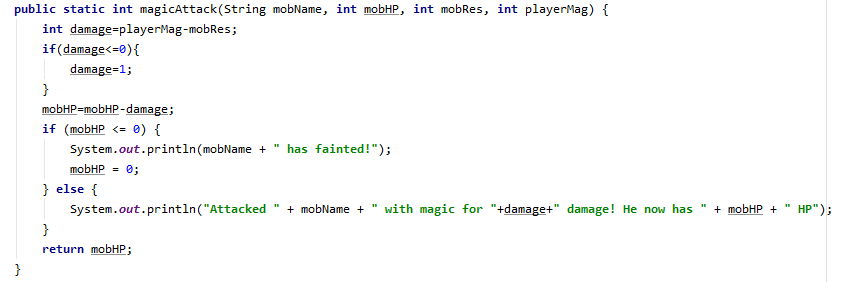 public static int magicAttack(String mobName, int mobHP, int mobRes, int playerMag) {
    int damage=playerMag-mobRes;
    if(damage<=0){
        damage=1;
    }
    mobHP=mobHP-damage;
    if (mobHP <= 0) {
        System.out.println(mobName + " has fainted!");
        mobHP = 0;
    } else {
        System.out.println("Attacked " + mobName + " with magic for "+damage+" damage! He now has " + mobHP + " HP");
    }
    return mobHP;
}